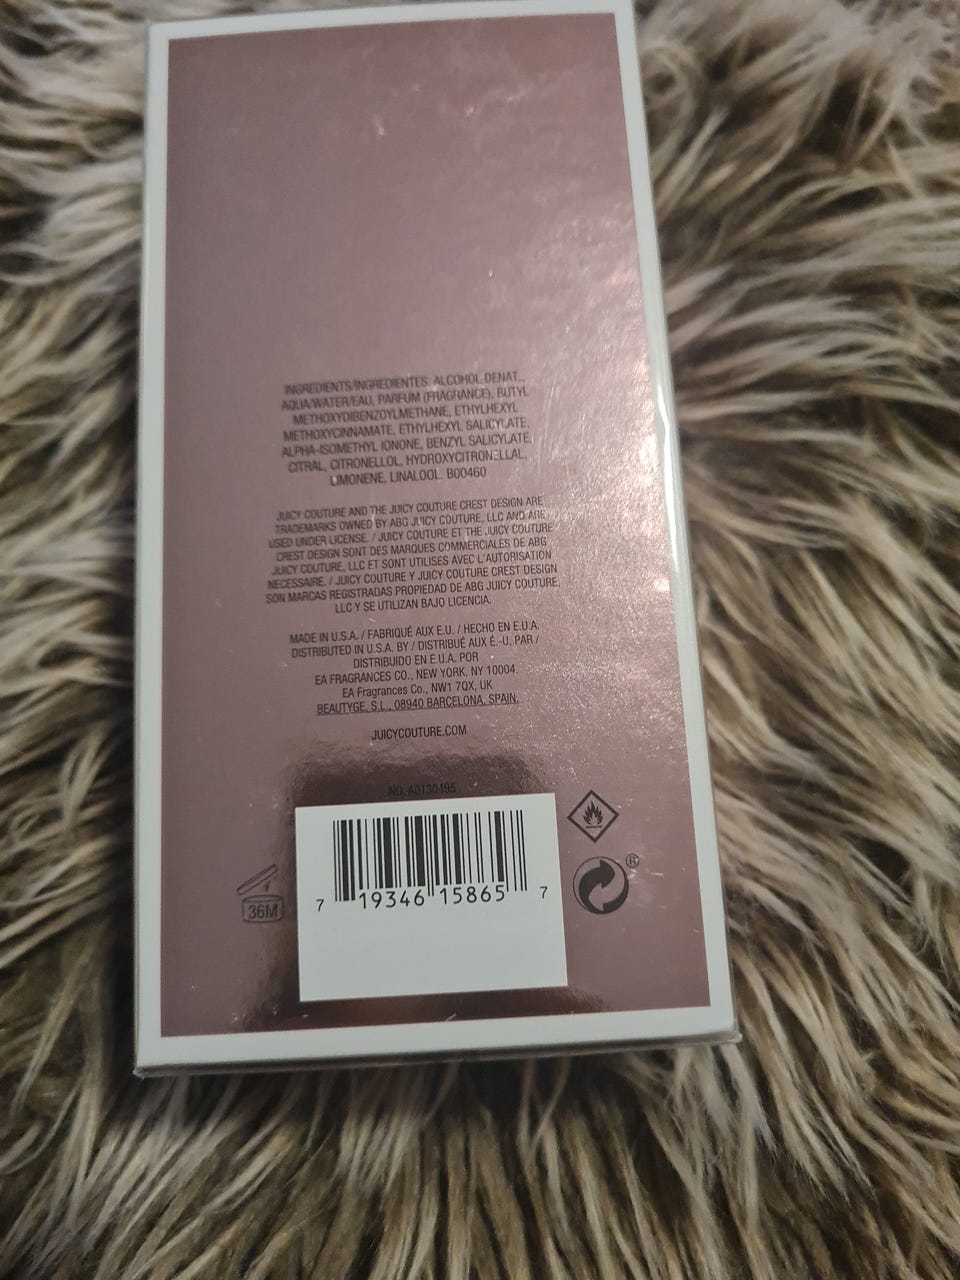 INGREDIENTS/INGREDIENTES: ALCOHOL DENAT.,
AQUA/WATER/EAU, PARFUM (FRAGRANCE), BUTYL
METHOXYDIBENZOYLMETHANE, ETHYLHEXYL
METHOXYCINNAMATE, ETHYLHEXYL SALICYLATE,
ALPHA-ISOMETHYL IONONE, BENZYL SALICYLATE,
CITRAL, CITRONELLOL, HYDROXYCITRONELLAL,
LIMONENE, LINALOOL. B00460
JUICY COUTURE AND THE JUICY COUTURE CREST DESIGN ARE
TRADEMARKS OWNED BY ABG JUICY COUTURE, LLC AND ARE
USED UNDER LICENSE. / JUICY COUTURE ET THE JUICY COUTURE
CREST DESIGN SONT DES MARQUES COMMERCIALES DE ABG
JUICY COUTURE, LLC ET SONT UTILISES AVEC L'AUTORISATION
NECESSAIRE. / JUICY COUTURE Y JUICY COUTURE CREST DESIGN
SON MARCAS REGISTRADAS PROPIEDAD DE ABG JUICY COUTURE,
LLC Y SE UTILIZAN BAJO LICENCIA.
MADE IN U.S.A. / FABRIQUÉ AUX E.U. / HECHO EN E.U.A.
DISTRIBUTED IN U.S.A. BY / DISTRIBUÉ AUX É.-U. PAR /
DISTRIBUIDO EN E.U.A. POR
EA FRAGRANCES CO., NEW YORK, NY 10004.
EA Fragrances Co., NW1 7QX, UK
BEAUTYGE, S.L., 08940 BARCELONA, SPAIN.
JUICYCOUTURE.COM
NO. A0130495
36M
7 19346 15865 7
®